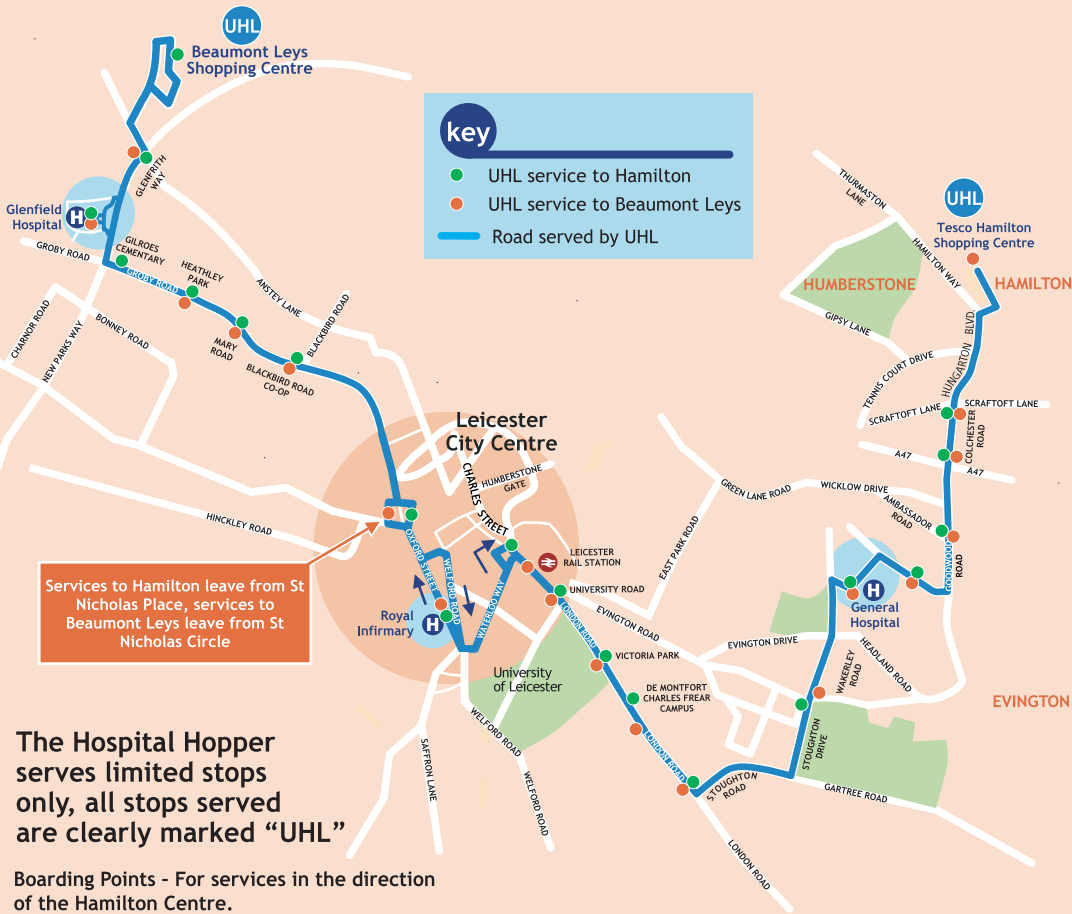 UHL
Beaumont Leys
Shopping Centre
key
UHL service to Hamilton
UHL service to Beaumont Leys
Road served by UHL
GLENFRITH
WAY
Glenfield
Hospital
H
GROBY ROAD
GILROES
CEMENTARY
GROBY ROAD
HEATHLEY
PARK
ANSTEY LANE
CHARNOR ROAD
NEW PARKS WAY
BONNEY ROAD
MARY
ROAD
BLACKBIRD ROAD
BLACKBIRD ROAD
CO-OP
THURMASTON
LANE
UHL
Tesco Hamilton
Shopping Centre
HAMILTON WAY
HUMBERSTONE
HAMILTON
GIPSY LANE
HUNGARTON BLVD.
TENNIS COURT DRIVE
SCRAFTOFT LANE
SCRAFTOFT LANE
COLCHESTER
ROAD
A47
A47
Leicester
City Centre
CHARLES STREET
HUMBERSTONE
GATE
GREEN LANE ROAD
WICKLOW DRIVE
AMBASSADOR
ROAD
HINCKLEY ROAD
OXFORD STREET
WELFORD ROAD
WATERLOO WAY
LEICESTER
RAIL STATION
EAST PARK ROAD
GOODWOOD
ROAD
Services to Hamilton leave from St
Nicholas Place, services to
Beaumont Leys leave from St
Nicholas Circle
Royal
Infirmary
H
UNIVERSITY ROAD
LONDON ROAD
EVINGTON ROAD
H
General
Hospital
EVINGTON DRIVE
HEADLAND ROAD
WAKERLEY
ROAD
VICTORIA PARK
University
of Leicester
DE MONTFORT
CHARLES FREAR
CAMPUS
EVINGTON
WELFORD ROAD
LONDON ROAD
STOUGHTON
DRIVE
SAFFRON LANE
WELFORD ROAD
STOUGHTON
ROAD
GARTREE ROAD
LONDON ROAD
The Hospital Hopper
serves limited stops
only, all stops served
are clearly marked “UHL”
Boarding Points - For services in the direction
of the Hamilton Centre.